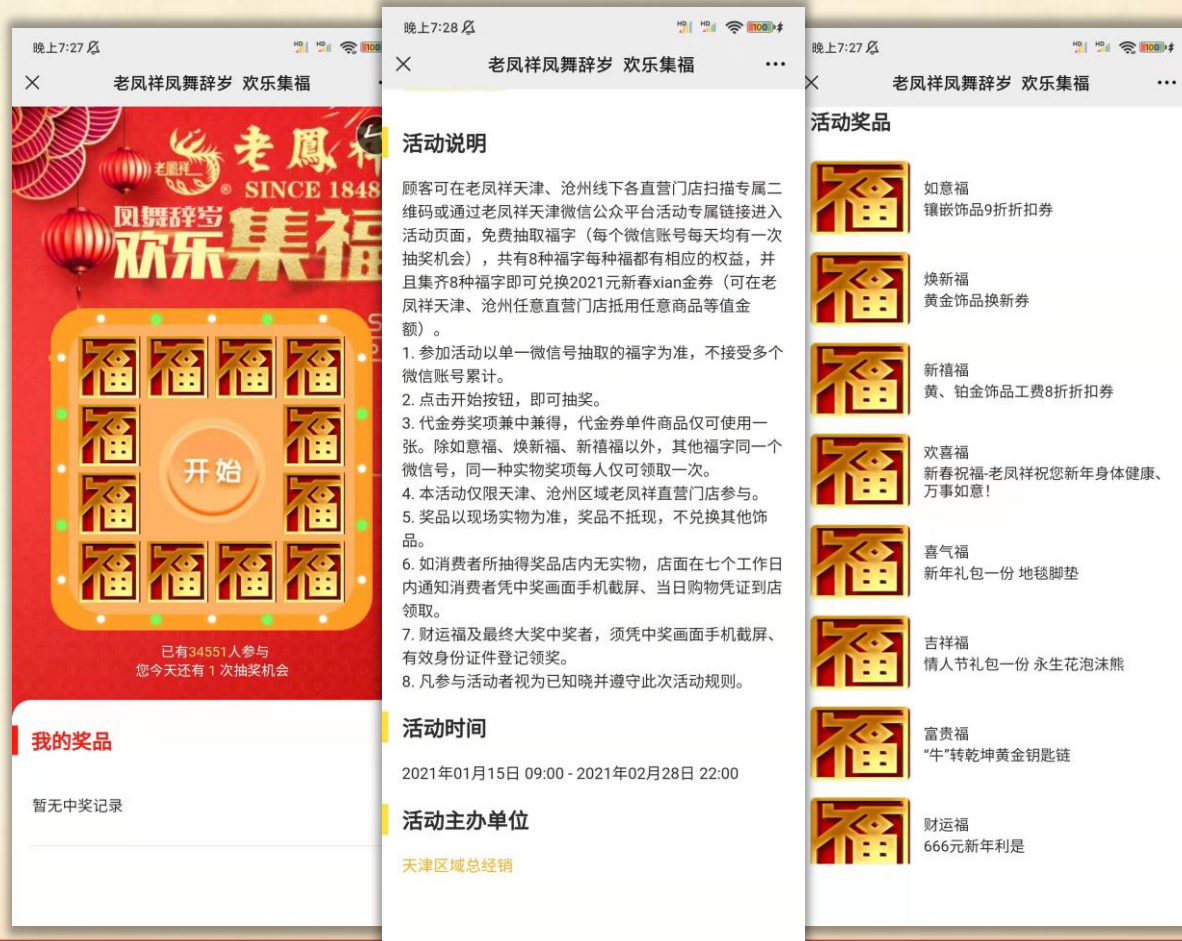 晚上7:27
HD
HD
100
老凤祥凤舞辞岁 欢乐集福
老鳳祥
老鳳祥
®
SINCE 1848
凤舞辞岁
欢乐集福
福
福
福
福
福
福
开始
福
福
福
福
福
福
已有34551人参与
您今天还有 1 次抽奖机会
我的奖品
暂无中奖记录
晚上7:28
HD
HD
100
老凤祥凤舞辞岁 欢乐集福
活动说明
顾客可在老凤祥天津、沧州线下各直营门店扫描专属二
维码或通过老凤祥天津微信公众平台活动专属链接进入
活动页面，免费抽取福字（每个微信账号每天均有一次
抽奖机会），共有8种福字每种福都有相应的权益，并
且集齐8种福字即可兑换2021元新春xian金券（可在老
凤祥天津、沧州任意直营门店抵用任意商品等值金
额）。
1. 参加活动以单一微信号抽取的福字为准，不接受多个
微信账号累计。
2. 点击开始按钮，即可抽奖。
3. 代金券奖项兼中兼得，代金券单件商品仅可使用一
张。除如意福、焕新福、新禧福以外，其他福字同一个
微信号，同一种实物奖项每人仅可领取一次。
4. 本活动仅限天津、沧州区域老凤祥直营门店参与。
5. 奖品以现场实物为准，奖品不抵现，不兑换其他饰
品。
6. 如消费者所抽得奖品店内无实物，店面在七个工作日
内通知消费者凭中奖画面手机截屏、当日购物凭证到店
领取。
7. 财运福及最终大奖中奖者，须凭中奖画面手机截屏、
有效身份证件登记领奖。
8. 凡参与活动者视为已知晓并遵守此次活动规则。
活动时间
2021年01月15日 09:00 - 2021年02月28日 22:00
活动主办单位
天津区域总经销
晚上7:27
HD
HD
100
老凤祥凤舞辞岁 欢乐集福
活动奖品
福
如意福
镶嵌饰品9折折扣券
福
焕新福
黄金饰品换新券
福
新禧福
黄、铂金饰品工费8折折扣券
福
欢喜福
新春祝福-老凤祥祝您新年身体健康、
万事如意！
福
喜气福
新年礼包一份 地毯脚垫
福
吉祥福
情人节礼包一份 永生花泡沫熊
福
富贵福
“牛”转乾坤黄金钥匙链
福
财运福
666元新年利是